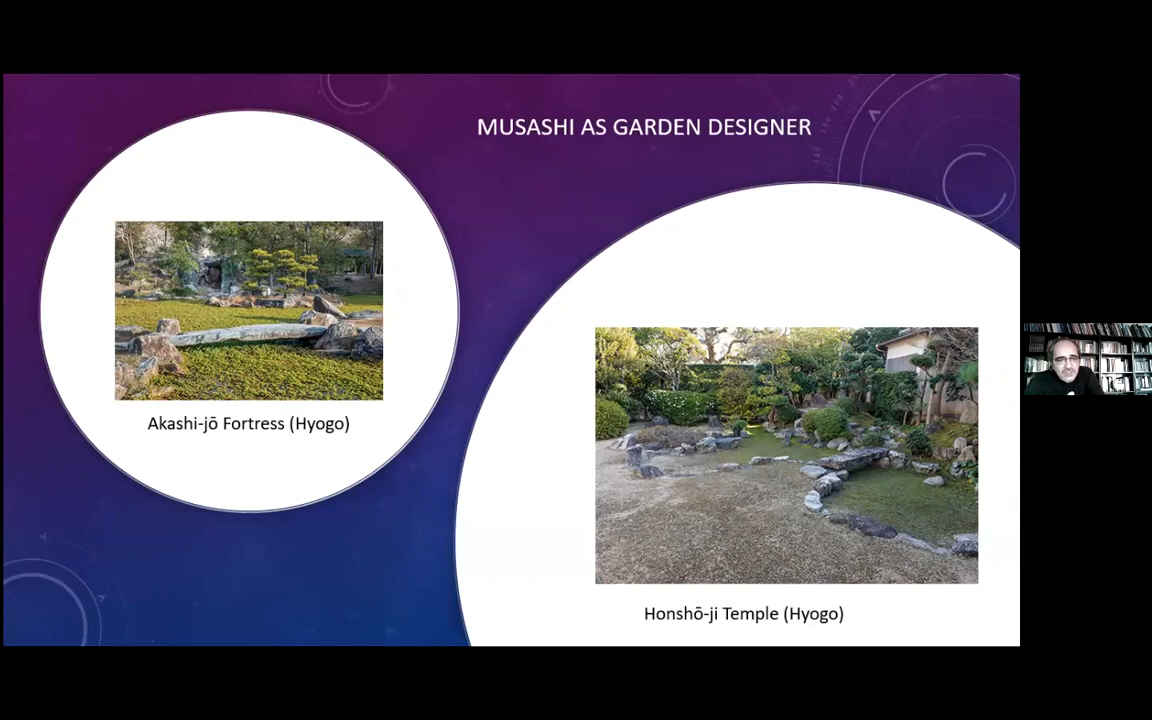 MUSASHI AS GARDEN DESIGNER
Akashi-jō Fortress (Hyogo)
Honshō-ji Temple (Hyogo)